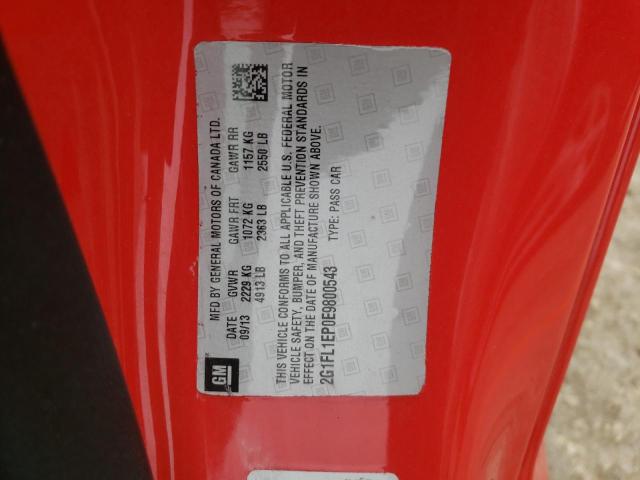 MFD BY GENERAL MOTORS OF CANADA LTD.
DATE GVWR GAWR FRT GAWR RR
09/13 2229 KG 1072 KG 1157 KG
4913 LB 2363 LB 2550 LB
THIS VEHICLE CONFORMS TO ALL APPLICABLE U.S. FEDERAL MOTOR
VEHICLE SAFETY, BUMPER, AND THEFT PREVENTION STANDARDS IN
EFFECT ON THE DATE OF MANUFACTURE SHOWN ABOVE.
2G1FL1EP0E9800543 TYPE: PASS CAR
GM